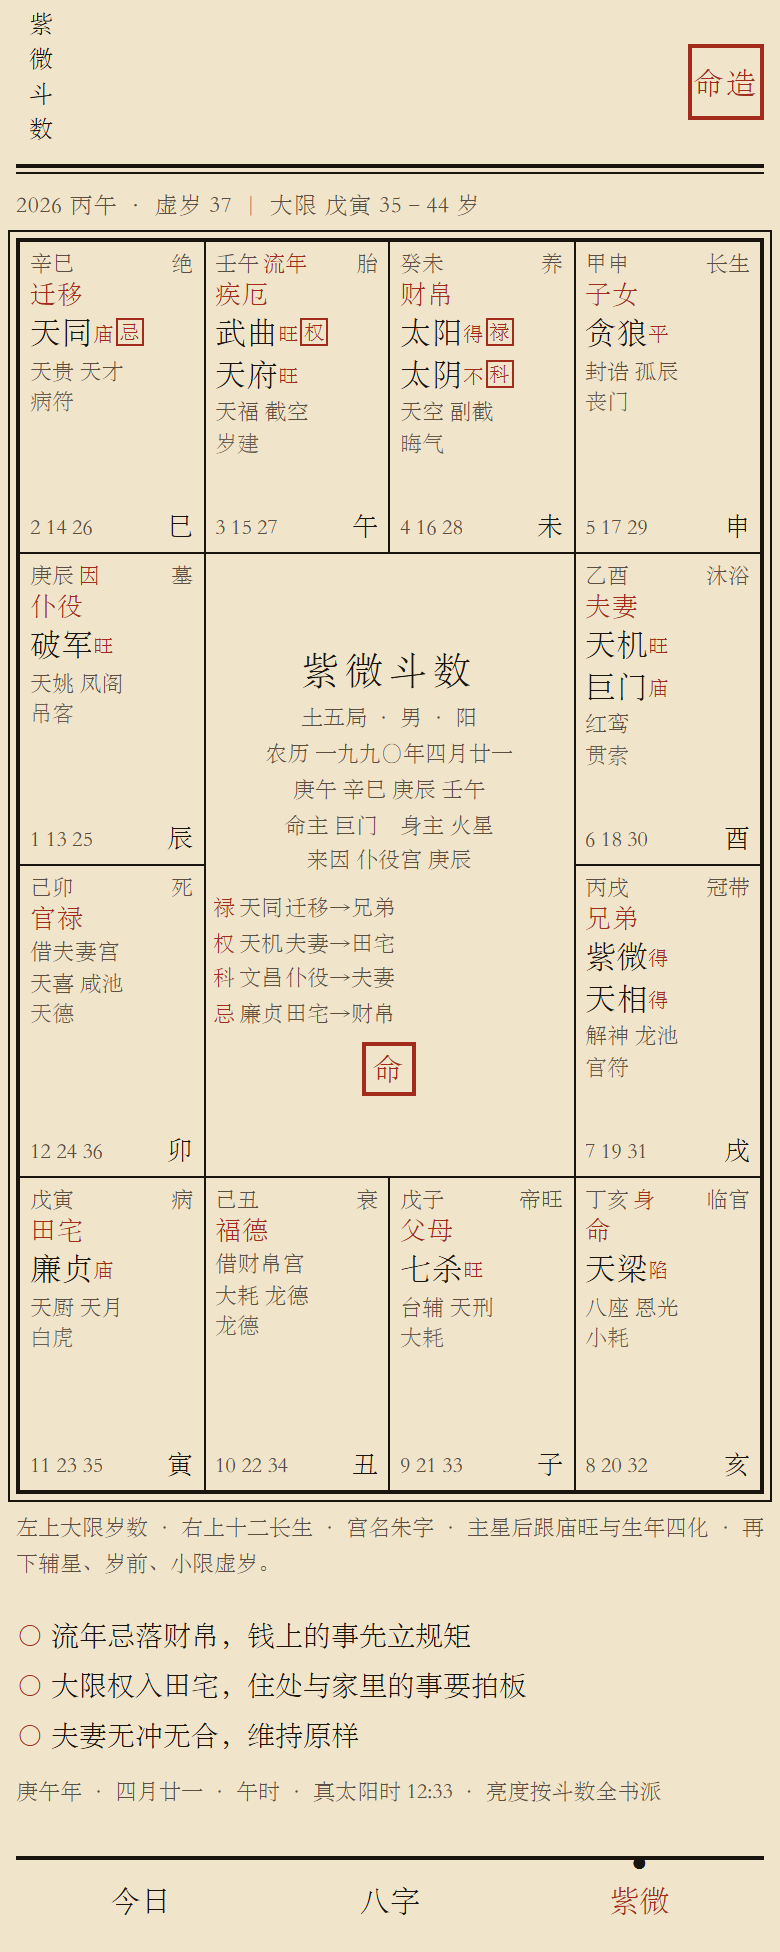 紫微斗数
命造
2026 丙午 · 虚岁 37 | 大限 戊寅 35 – 44 岁
辛巳 绝
迁移
天同庙忌
天贵 天才
病符
2 14 26 巳
壬午 流年 胎
疾厄
武曲旺权
天府旺
天福 截空
岁建
3 15 27 午
癸未 养
财帛
太阳得禄
太阴不科
天空 副截
晦气
4 16 28 未
甲申 长生
子女
贪狼平
封诰 孤辰
丧门
5 17 29 申
庚辰 因 墓
仆役
破军旺
天姚 凤阁
吊客
1 13 25 辰
紫微斗数
土五局 · 男 · 阳
农历 一九九〇年四月廿一
庚午 辛巳 庚辰 壬午
命主 巨门 身主 火星
来因 仆役宫 庚辰
禄 天同迁移→兄弟
权 天机夫妻→田宅
科 文昌仆役→夫妻
忌 廉贞田宅→财帛
命
乙酉 沐浴
夫妻
天机旺
巨门庙
红鸾
贯索
6 18 30 酉
己卯 死
官禄
借夫妻宫
天喜 咸池
天德
12 24 36 卯
丙戌 冠带
兄弟
紫微得
天相得
解神 龙池
官符
7 19 31 戌
戊寅 病
田宅
廉贞庙
天厨 天月
白虎
11 23 35 寅
己丑 衰
福德
借财帛宫
大耗 龙德
龙德
10 22 34 丑
戊子 帝旺
父母
七杀旺
台辅 天刑
大耗
9 21 33 子
丁亥 身 临官
命
天梁陷
八座 恩光
小耗
8 20 32 亥
左上大限岁数 · 右上十二长生 · 宫名朱字 · 主星后跟庙旺与生年四化 · 再
下辅星、岁前、小限虚岁。
○ 流年忌落财帛，钱上的事先立规矩
○ 大限权入田宅，住处与家里的事要拍板
○ 夫妻无冲无合，维持原样
庚午年 · 四月廿一 · 午时 · 真太阳时 12:33 · 亮度按斗数全书派
今日 八字 紫微